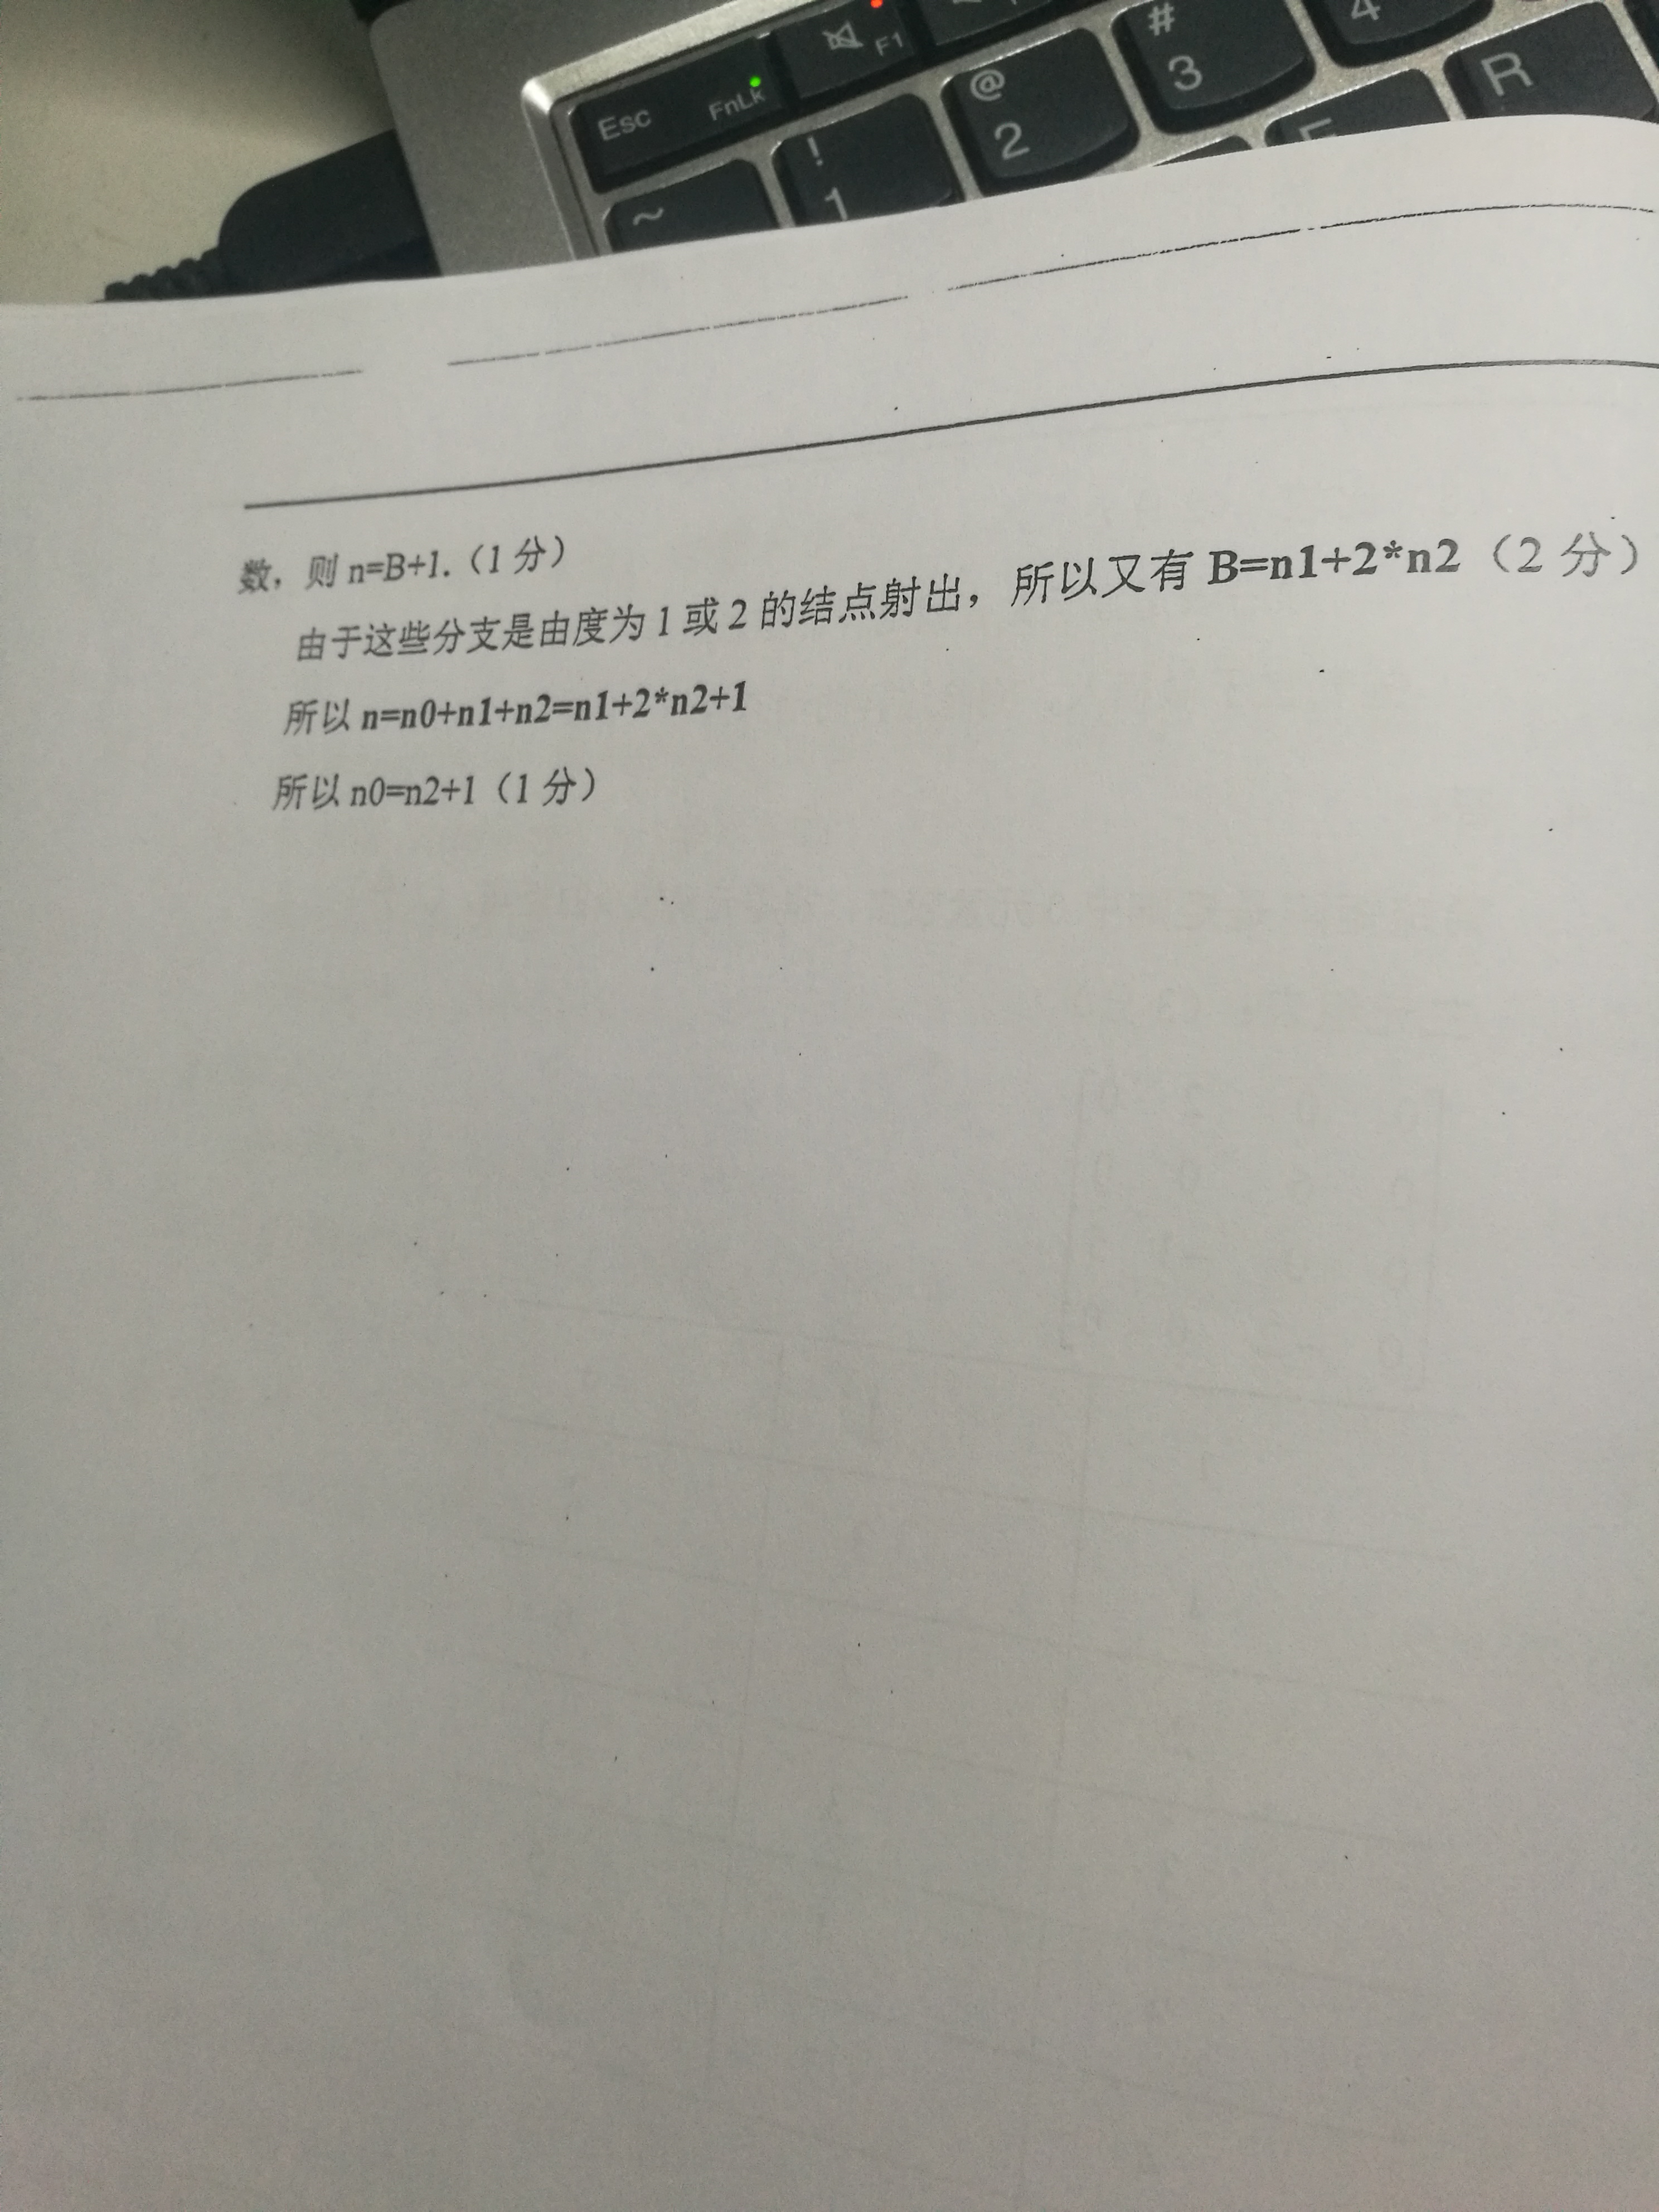 Esc FnLk F1
~ ! 1 @ 2 # 3 4 R
数，则 n=B+1.（1 分）
由于这些分支是由度为 1 或 2 的结点射出，所以又有 B=n1+2*n2（2 分）
所以 n=n0+n1+n2=n1+2*n2+1
所以 n0=n2+1（1 分）